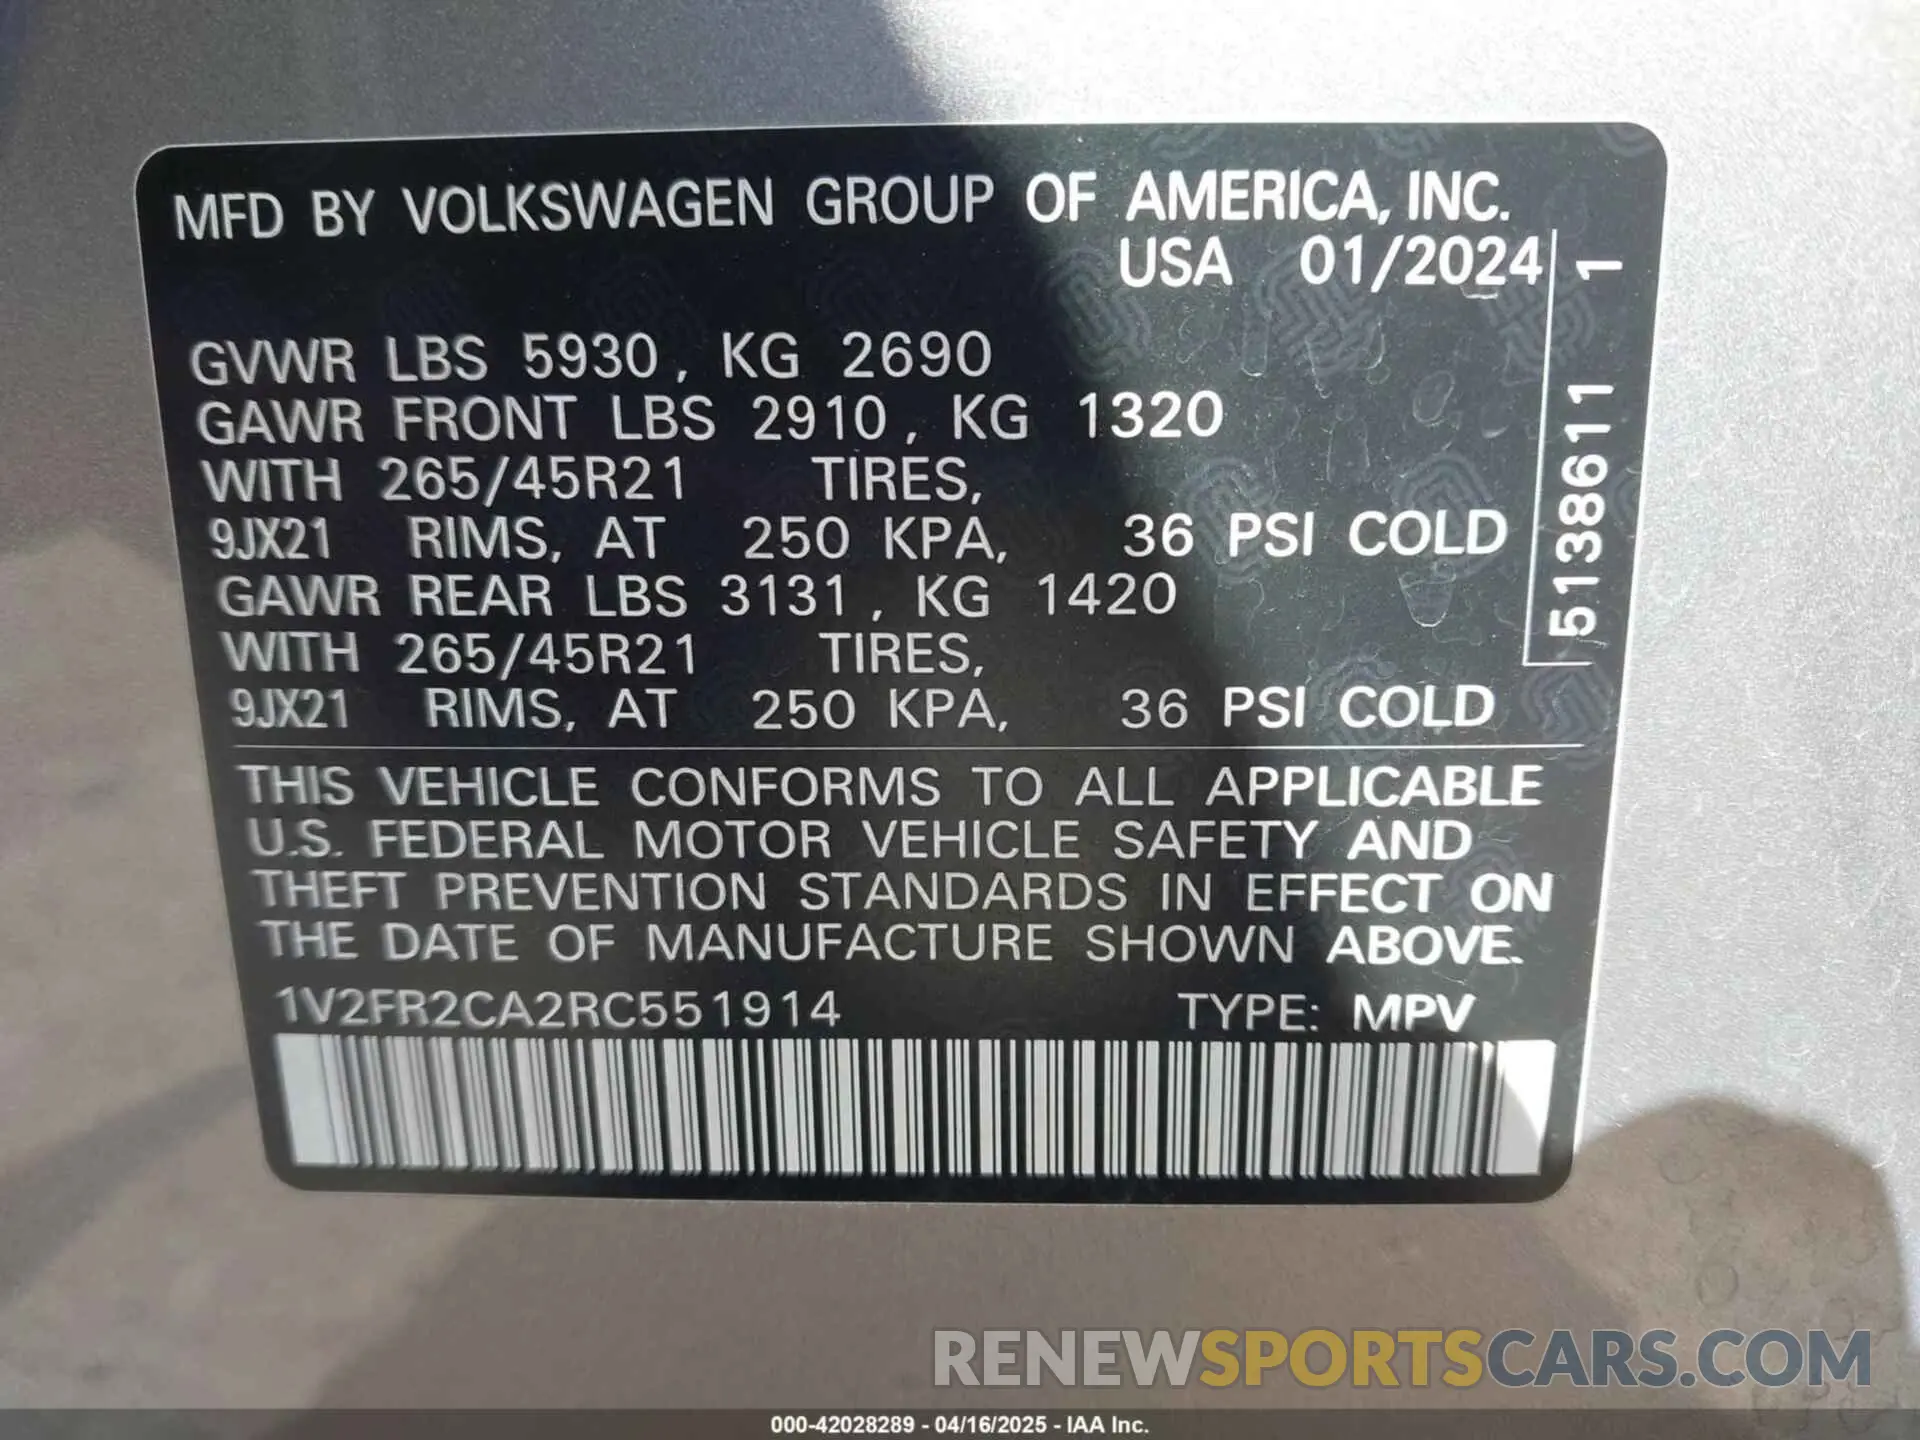 MFD BY VOLKSWAGEN GROUP OF AMERICA, INC.
USA 01/2024
GVWR LBS 5930, KG 2690
GAWR FRONT LBS 2910, KG 1320
WITH 265/45R21 TIRES,
9JX21 RIMS, AT 250 KPA, 36 PSI COLD
GAWR REAR LBS 3131, KG 1420
WITH 265/45R21 TIRES,
9JX21 RIMS, AT 250 KPA, 36 PSI COLD
5138611 1
THIS VEHICLE CONFORMS TO ALL APPLICABLE
U.S. FEDERAL MOTOR VEHICLE SAFETY AND
THEFT PREVENTION STANDARDS IN EFFECT ON
THE DATE OF MANUFACTURE SHOWN ABOVE.
1V2FR2CA2RC551914 TYPE: MPV
RENEWSPORTSCARS.COM
000-42028289 - 04/16/2025 - IAA Inc.